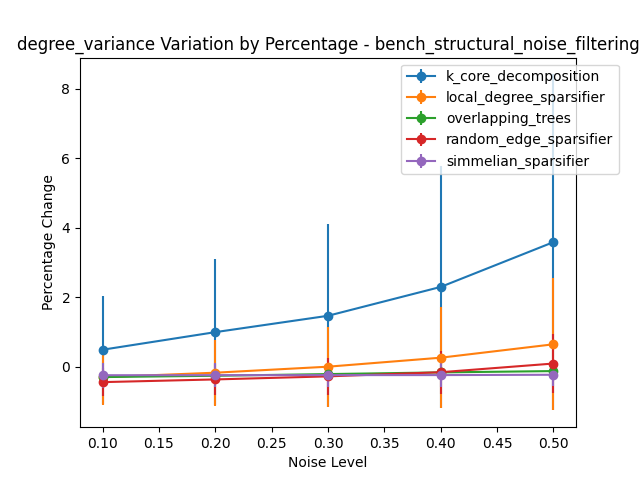 degree_variance Variation by Percentage - bench_structural_noise_filtering
k_core_decomposition
local_degree_sparsifier
overlapping_trees
random_edge_sparsifier
simmelian_sparsifier
Percentage Change
8
6
4
2
0
0.10 0.15 0.20 0.25 0.30 0.35 0.40 0.45 0.50
Noise Level